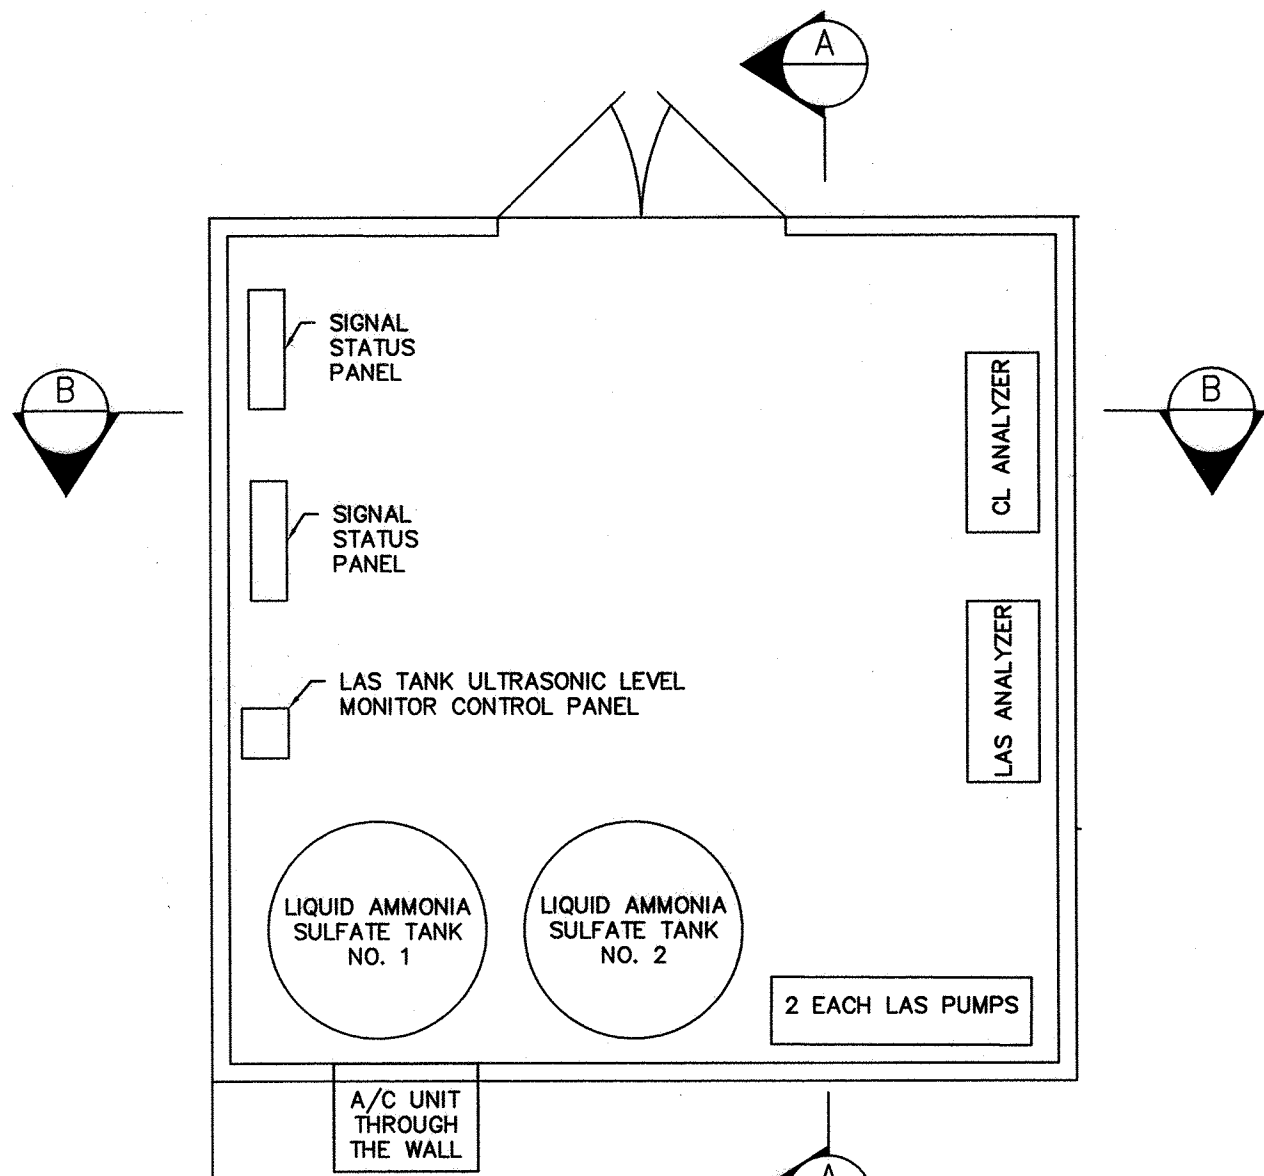 A
SIGNAL
STATUS
PANEL
B
B
CL ANALYZER
SIGNAL
STATUS
PANEL
LAS TANK ULTRASONIC LEVEL
MONITOR CONTROL PANEL
LAS ANALYZER
LIQUID AMMONIA
SULFATE TANK
NO. 1
LIQUID AMMONIA
SULFATE TANK
NO. 2
2 EACH LAS PUMPS
A/C UNIT
THROUGH
THE WALL
A